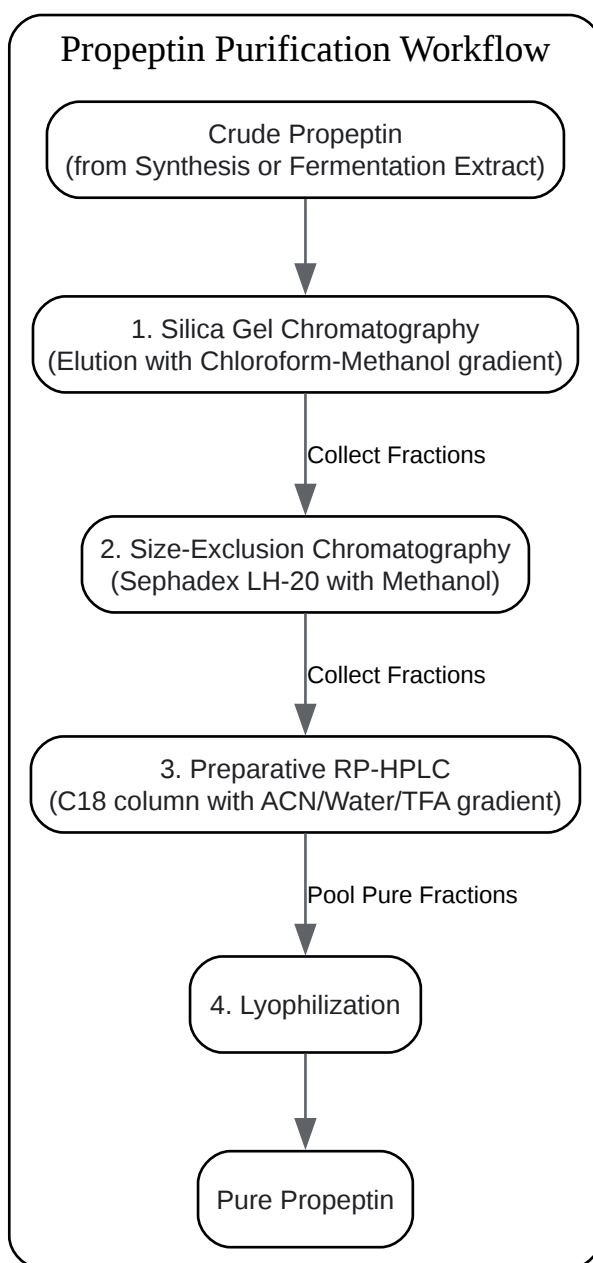 Propeptin Purification Workflow
Crude Propeptin
(from Synthesis or Fermentation Extract)
1. Silica Gel Chromatography
(Elution with Chloroform-Methanol gradient)
Collect Fractions
2. Size-Exclusion Chromatography
(Sephadex LH-20 with Methanol)
Collect Fractions
3. Preparative RP-HPLC
(C18 column with ACN/Water/TFA gradient)
Pool Pure Fractions
4. Lyophilization
Pure Propeptin